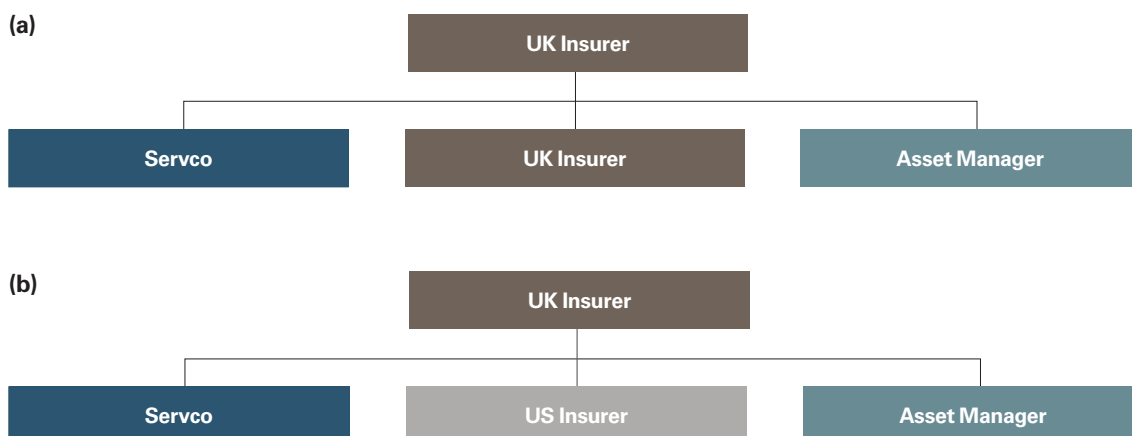 (a)
UK Insurer
Servco
UK Insurer
Asset Manager
(b)
UK Insurer
Servco
US Insurer
Asset Manager